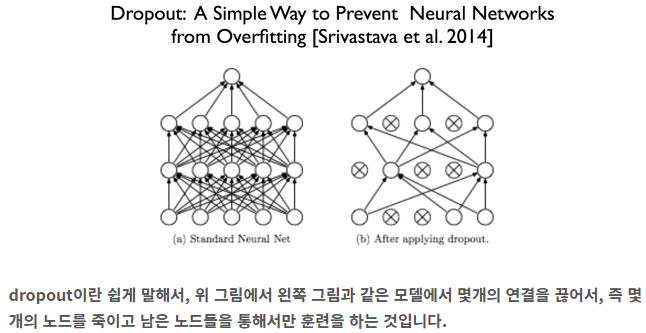 Dropout: A Simple Way to Prevent Neural Networks
from Overfitting [Srivastava et al. 2014]
(a) Standard Neural Net
(b) After applying dropout.
dropout이란 쉽게 말해서, 위 그림에서 왼쪽 그림과 같은 모델에서 몇개의 연결을 끊어서, 즉 몇
개의 노드를 죽이고 남은 노드들을 통해서만 훈련을 하는 것입니다.